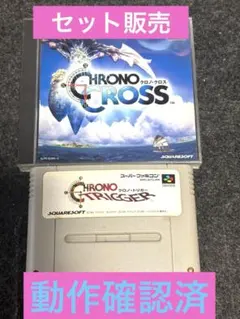 セット販売
CHRONO
クロノ・クロス
CROSS
SQUARESOFT
スーパーファミコン
CHRONO
クロノ・トリガー
TRIGGER
SQUARESOFT
動作確認済